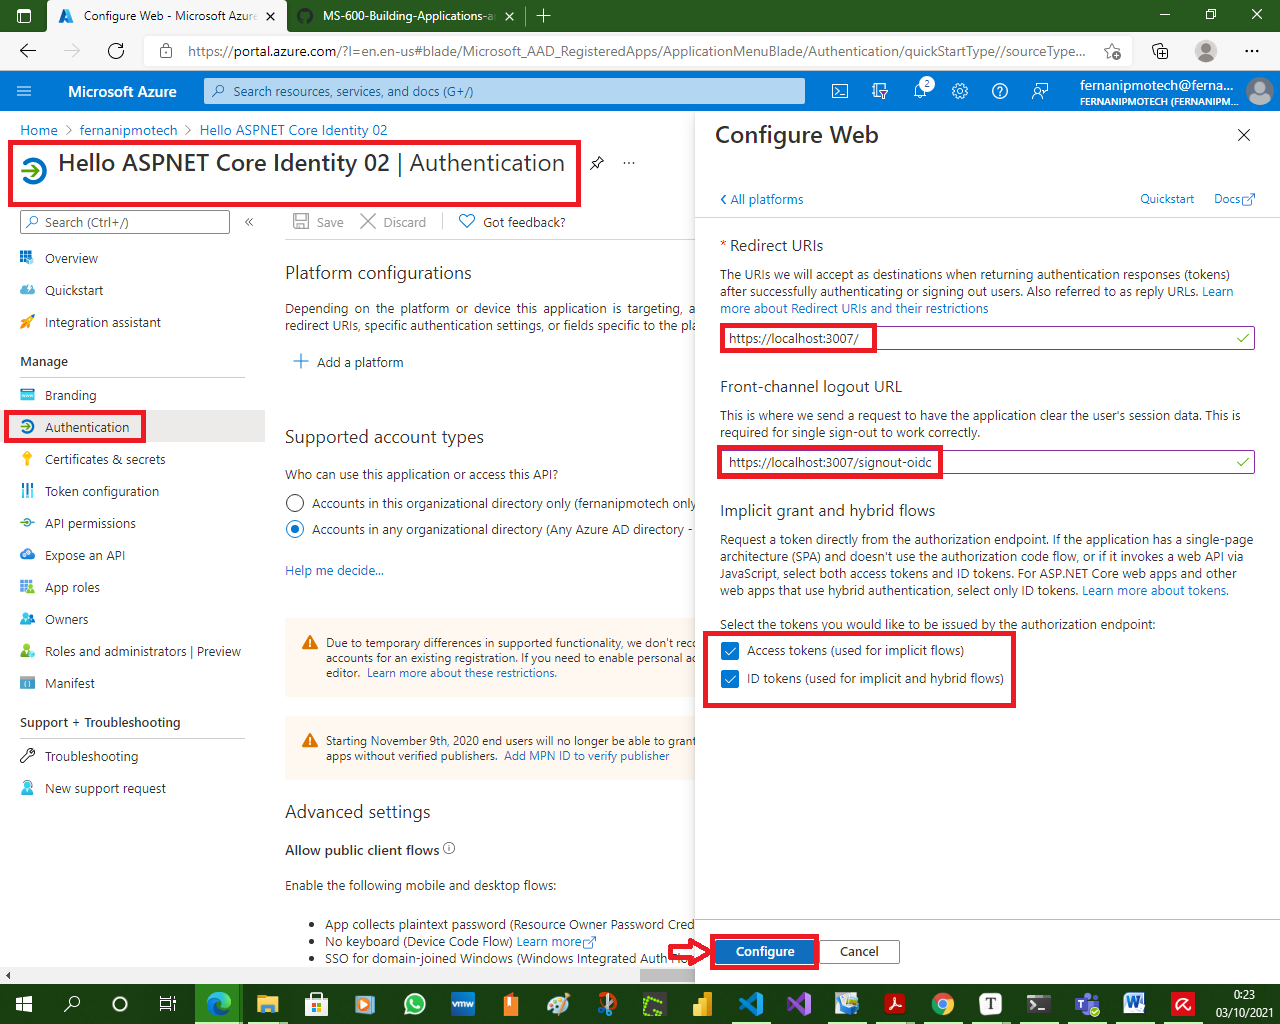 Configure Web - Microsoft Azure
MS-600-Building-Applications-a
https://portal.azure.com/?l=en.en-us#blade/Microsoft_AAD_RegisteredApps/ApplicationMenuBlade/Authentication/quickStartType//sourceType...
Microsoft Azure
Search resources, services, and docs (G+/)
2
fernanipmotech@ferna...
FERNANIPMOTECH (FERNANIPM...
Home > fernanipmotech > Hello ASPNET Core Identity 02
Hello ASPNET Core Identity 02 | Authentication
Search (Ctrl+/)
Overview
Quickstart
Integration assistant
Manage
Branding
Authentication
Certificates & secrets
Token configuration
API permissions
Expose an API
App roles
Owners
Roles and administrators | Preview
Manifest
Support + Troubleshooting
Troubleshooting
New support request
Save
Discard
Got feedback?
Platform configurations
Depending on the platform or device this application is targeting, a
redirect URIs, specific authentication settings, or fields specific to the pla
Add a platform
Supported account types
Who can use this application or access this API?
Accounts in this organizational directory only (fernanipmotech only
Accounts in any organizational directory (Any Azure AD directory -
Help me decide...
Due to temporary differences in supported functionality, we don't reco
accounts for an existing registration. If you need to enable personal ac
editor. Learn more about these restrictions.
Starting November 9th, 2020 end users will no longer be able to grant
apps without verified publishers. Add MPN ID to verify publisher
Advanced settings
Allow public client flows
Enable the following mobile and desktop flows:
• App collects plaintext password (Resource Owner Password Cred
• No keyboard (Device Code Flow) Learn more
• SSO for domain-joined Windows (Windows Integrated Auth Flo
Configure Web
All platforms
Quickstart
Docs
* Redirect URIs
The URIs we will accept as destinations when returning authentication responses (tokens)
after successfully authenticating or signing out users. Also referred to as reply URLs. Learn
more about Redirect URIs and their restrictions
https://localhost:3007/
Front-channel logout URL
This is where we send a request to have the application clear the user's session data. This is
required for single sign-out to work correctly.
https://localhost:3007/signout-oidc
Implicit grant and hybrid flows
Request a token directly from the authorization endpoint. If the application has a single-page
architecture (SPA) and doesn't use the authorization code flow, or if it invokes a web API via
JavaScript, select both access tokens and ID tokens. For ASP.NET Core web apps and other
web apps that use hybrid authentication, select only ID tokens. Learn more about tokens.
Select the tokens you would like to be issued by the authorization endpoint:
Access tokens (used for implicit flows)
ID tokens (used for implicit and hybrid flows)
Configure
Cancel
vmw
0:23
03/10/2021